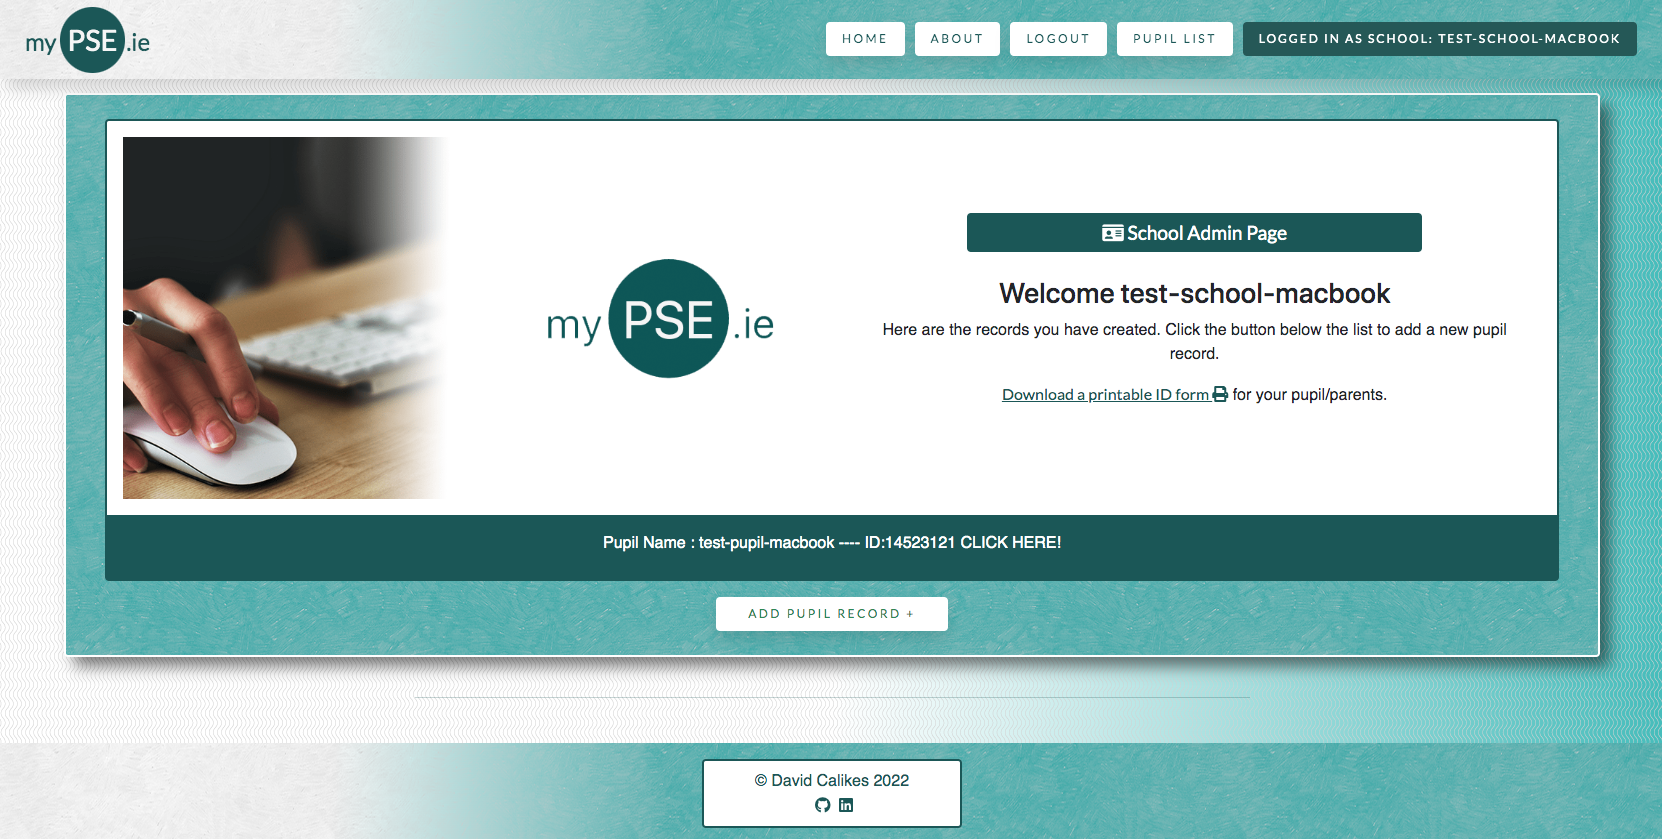 my PSE .ie
HOME
ABOUT
LOGOUT
PUPIL LIST
LOGGED IN AS SCHOOL: TEST-SCHOOL-MACBOOK
my PSE .ie
School Admin Page
Welcome test-school-macbook
Here are the records you have created. Click the button below the list to add a new pupil
record.
Download a printable ID form for your pupil/parents.
Pupil Name : test-pupil-macbook ---- ID:14523121 CLICK HERE!
ADD PUPIL RECORD +
© David Calikes 2022